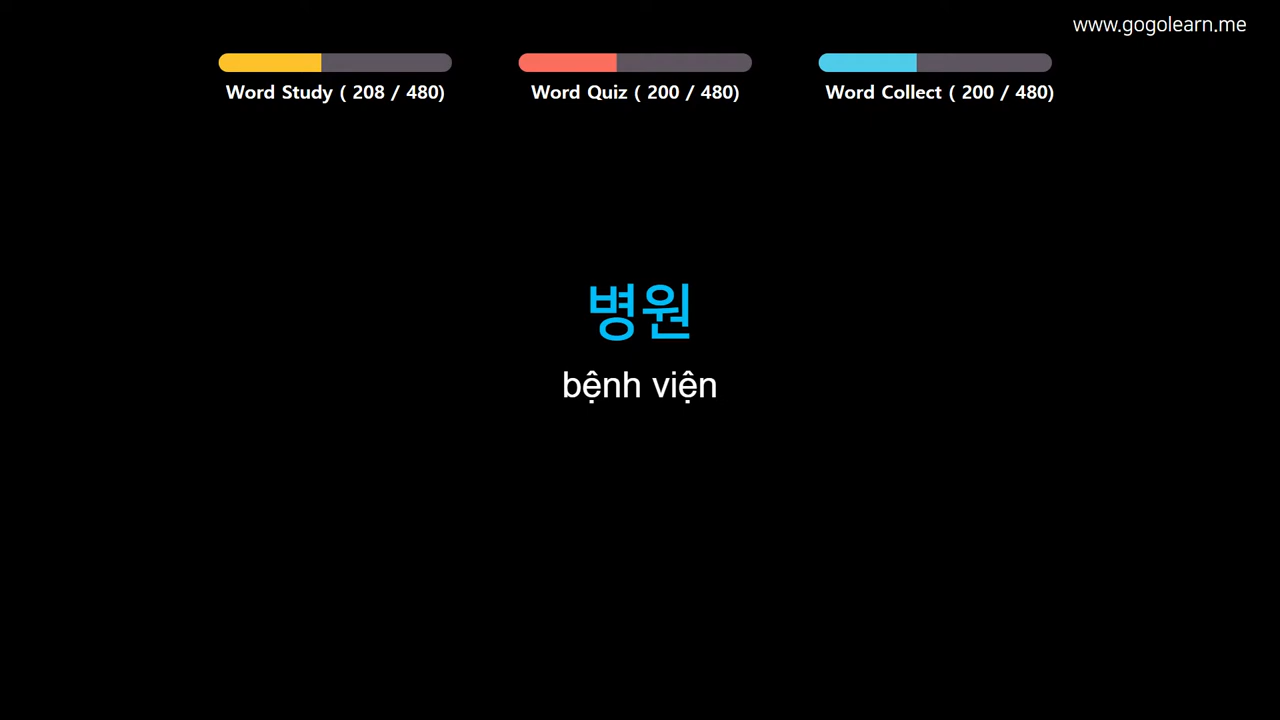 www.gogolearn.me
Word Study ( 208 / 480)
Word Quiz ( 200 / 480)
Word Collect ( 200 / 480)
병원
bệnh viện